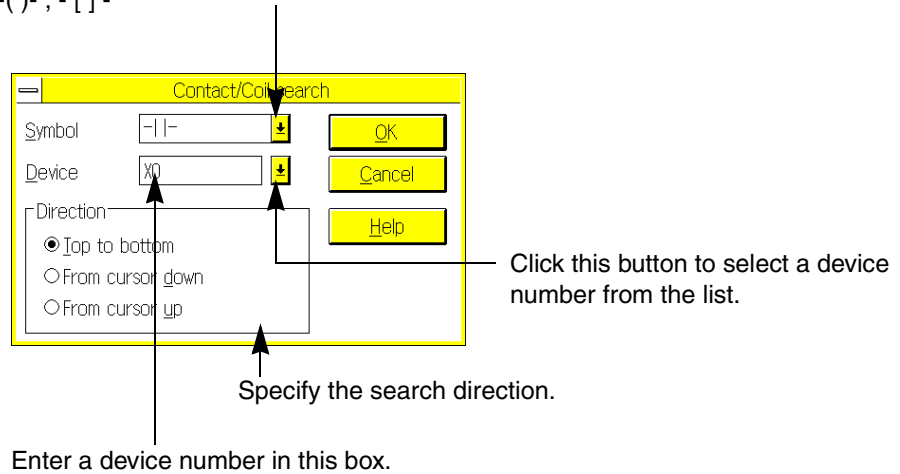 -( )- , - [ ] -
Contact/Coil search
Symbol
-| |-
OK
Device
X0
Cancel
Direction
Help
Top to bottom
From cursor down
From cursor up
Click this button to select a device
number from the list.
Specify the search direction.
Enter a device number in this box.